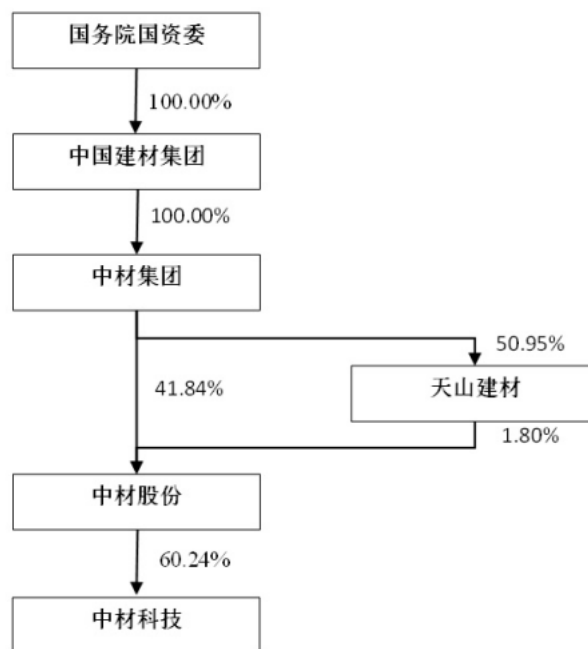 国务院国资委
100.00%
中国建材集团
100.00%
中材集团
50.95%
41.84%
天山建材
1.80%
中材股份
60.24%
中材科技